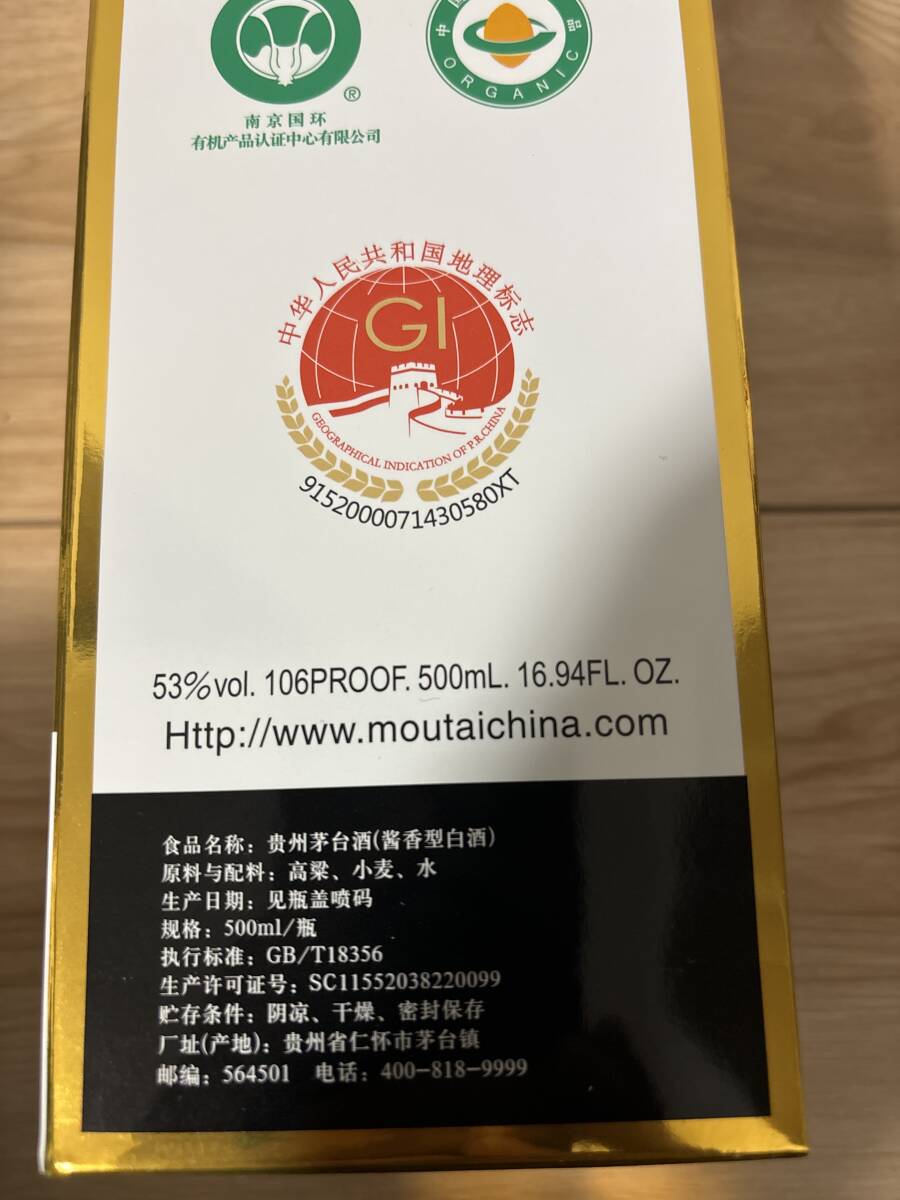 ®
南京国环
有机产品认证中心有限公司
中国
品
ORGANIC
中华人民共和国地理标志
GI
GEOGRAPHICAL INDICATION OF P.R.CHINA
9152000071430580XT
53%vol. 106PROOF. 500mL. 16.94FL. OZ.
Http://www.moutaichina.com
食品名称：贵州茅台酒(酱香型白酒)
原料与配料：高粱、小麦、水
生产日期：见瓶盖喷码
规格：500ml/瓶
执行标准：GB/T18356
生产许可证号：SC11552038220099
贮存条件：阴凉、干燥、密封保存
厂址(产地)：贵州省仁怀市茅台镇
邮编：564501 电话：400-818-9999